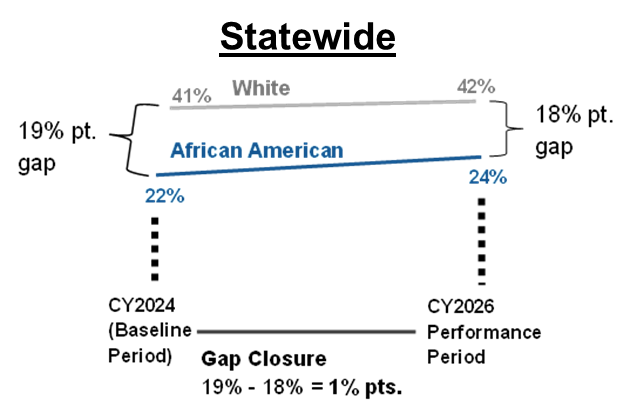 Statewide
41% White 42%
19% pt.
gap
18% pt.
gap
African American
22%
24%
CY2024
(Baseline
Period)
CY2026
Performance
Period
Gap Closure
19% - 18% = 1% pts.